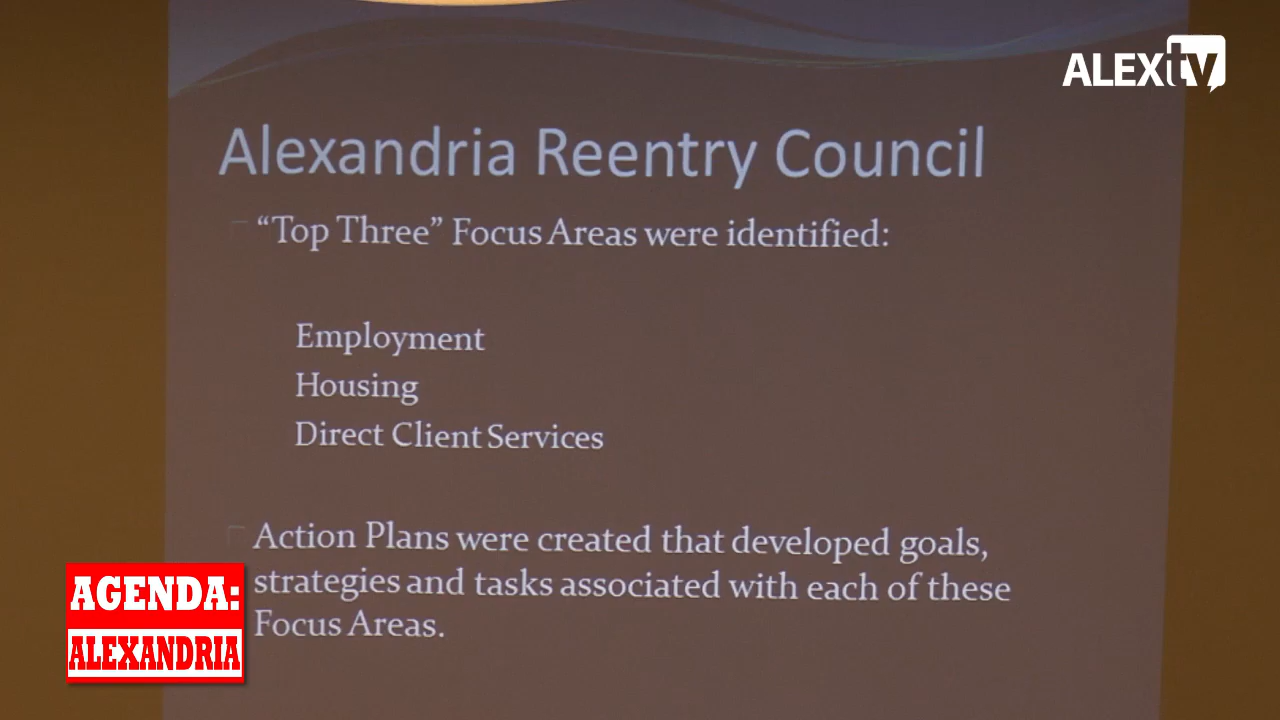 ALEXtv
Alexandria Reentry Council
“Top Three” Focus Areas were identified:
Employment
Housing
Direct Client Services
Action Plans were created that developed goals,
strategies and tasks associated with each of these
Focus Areas.
AGENDA:
ALEXANDRIA